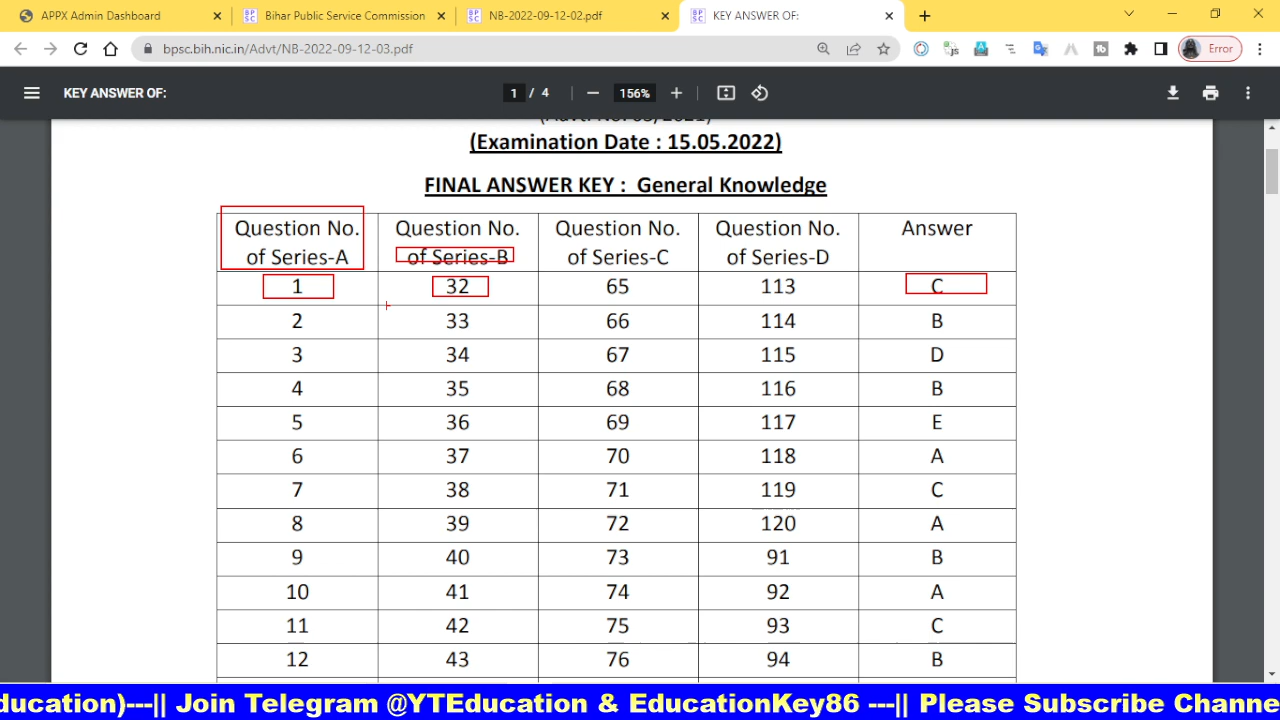 APPX Admin Dashboard
BPSC
Bihar Public Service Commission
BPSC
NB-2022-09-12-02.pdf
BPSC
KEY ANSWER OF:
bpsc.bih.nic.in/Advt/NB-2022-09-12-03.pdf
Error
KEY ANSWER OF:
1 / 4
156%
(Examination Date : 15.05.2022)
FINAL ANSWER KEY : General Knowledge
Question No. of Series-A Question No. of Series-B Question No. of Series-C Question No. of Series-D Answer
1 32 65 113 C
2 33 66 114 B
3 34 67 115 D
4 35 68 116 B
5 36 69 117 E
6 37 70 118 A
7 38 71 119 C
8 39 72 120 A
9 40 73 91 B
10 41 74 92 A
11 42 75 93 C
12 43 76 94 B
ducation)---|| Join Telegram @YTEducation & EducationKey86 ---|| Please Subscribe Channe